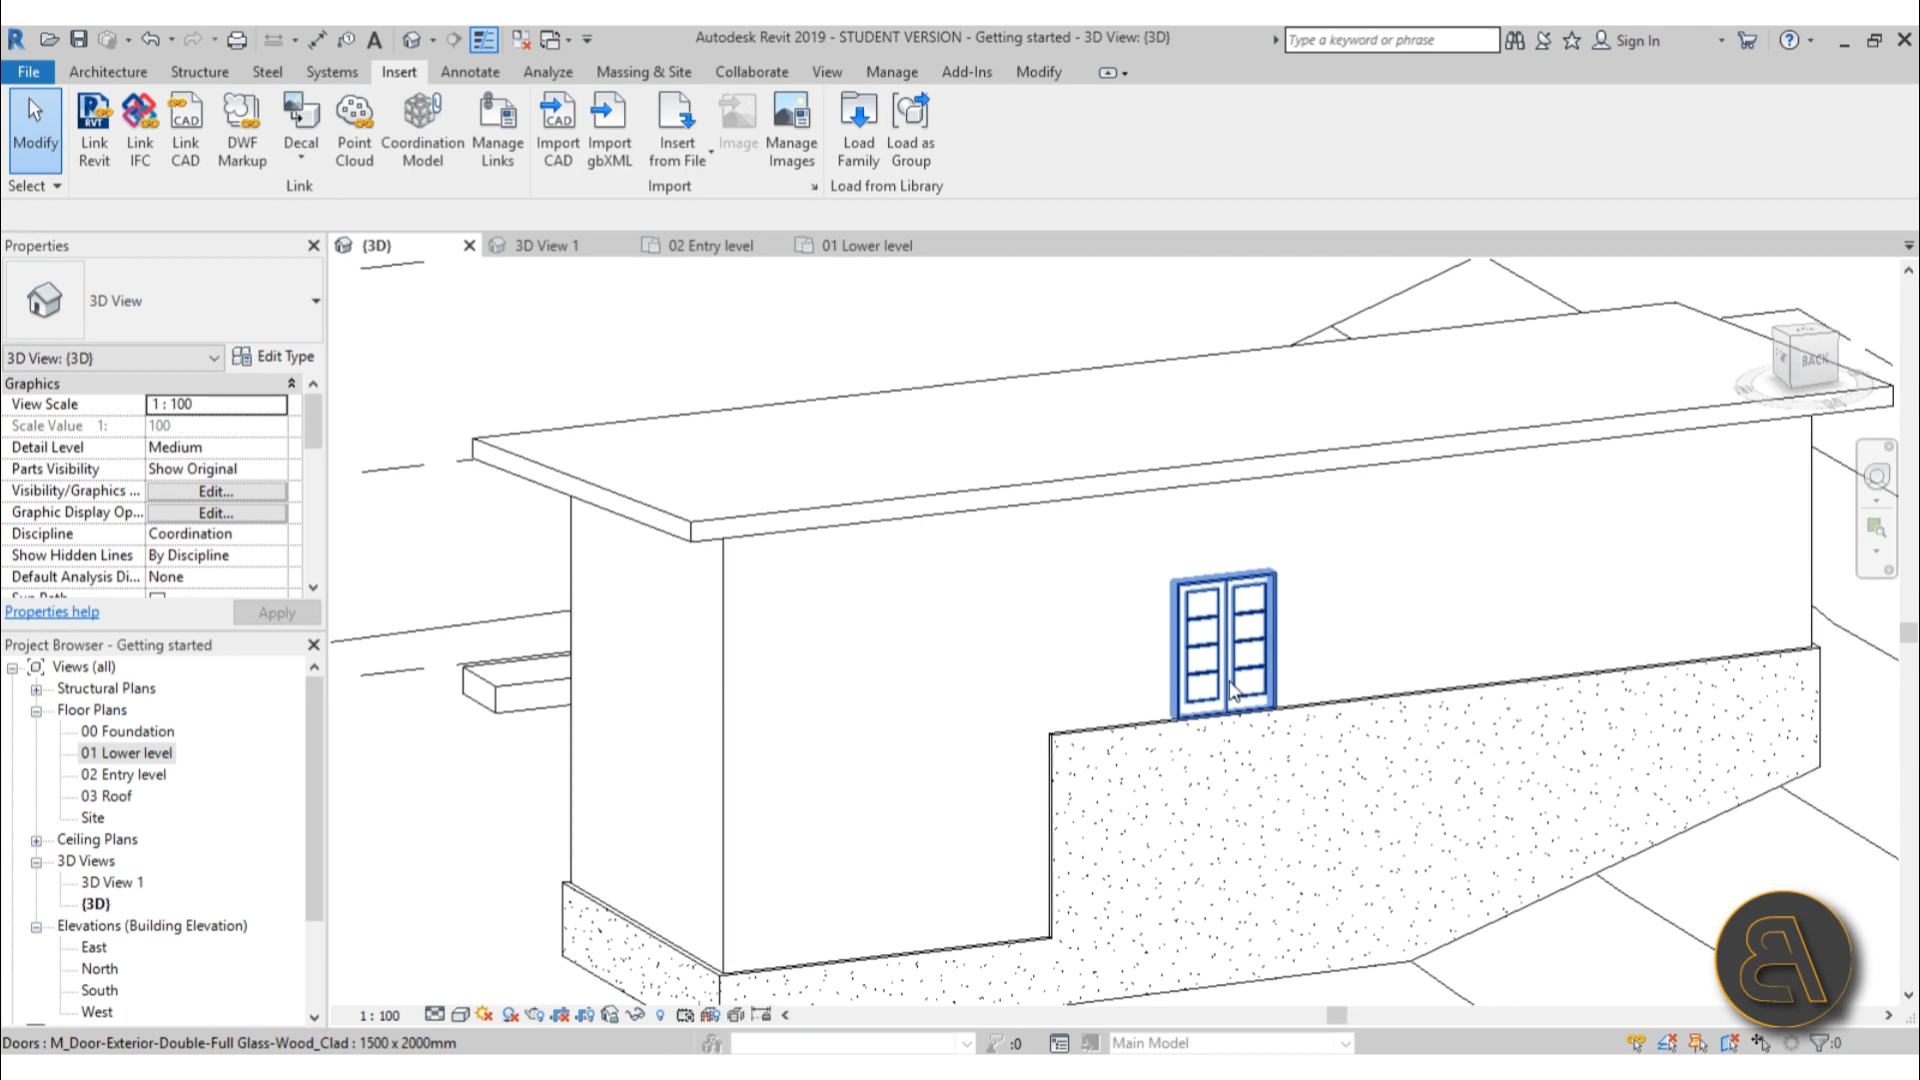 Autodesk Revit 2019 - STUDENT VERSION - Getting started - 3D View: {3D}
Type a keyword or phrase
Sign In
File Architecture Structure Steel Systems Insert Annotate Analyze Massing & Site Collaborate View Manage Add-Ins Modify
Modify
Link Revit
Link IFC
Link CAD
DWF Markup
Decal
Point Cloud
Coordination Model
Manage Links
Import CAD
Import gbXML
Insert from File
Image
Manage Images
Load Family
Load as Group
Select
Link
Import
Load from Library
Properties
{3D}
3D View 1
02 Entry level
01 Lower level
3D View
3D View: {3D}
Edit Type
Graphics
View Scale 1 : 100
Scale Value 1: 100
Detail Level Medium
Parts Visibility Show Original
Visibility/Graphics ... Edit...
Graphic Display Op... Edit...
Discipline Coordination
Show Hidden Lines By Discipline
Default Analysis Di... None
Properties help
Apply
Project Browser - Getting started
Views (all)
Structural Plans
Floor Plans
00 Foundation
01 Lower level
02 Entry level
03 Roof
Site
Ceiling Plans
3D Views
3D View 1
{3D}
Elevations (Building Elevation)
East
North
South
West
BACK
1 : 100
Doors : M_Door-Exterior-Double-Full Glass-Wood_Clad : 1500 x 2000mm
:0
Main Model
:0